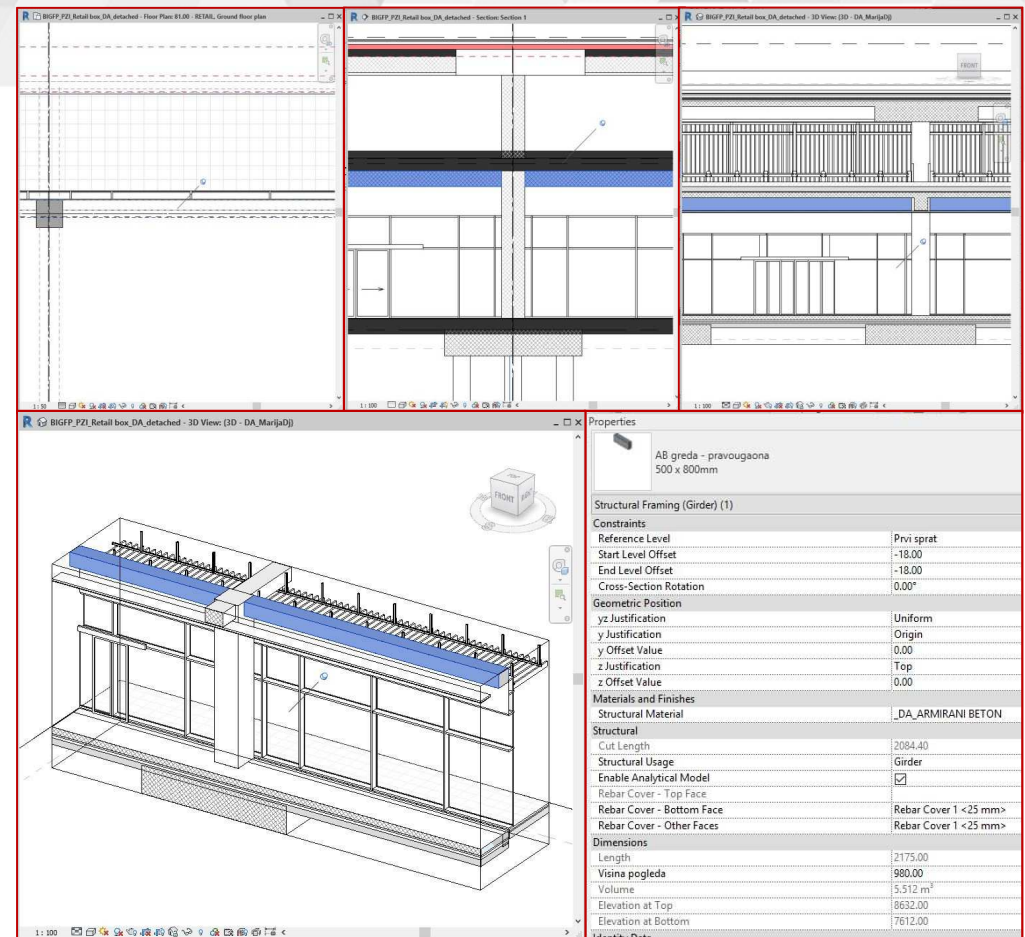 BIGFP_PZI_Retail box_DA_detached - Floor Plan: 81.00 - RETAIL. Ground floor plan
1: 50
BIGFP_PZI_Retail box_DA_detached - Section: Section 1
1 : 100
BIGFP_PZI_Retail box_DA_detached - 3D View: (3D - DA_MarijaDj)
FRONT
1 : 100
BIGFP_PZI_Retail box_DA_detached - 3D View: (3D - DA_MarijaDj)
TOP
FRONT
1 : 100
Properties
AB greda - pravougaona
500 x 800mm
Structural Framing (Girder) (1)
Constraints
Reference Level Prvi sprat
Start Level Offset -18.00
End Level Offset -18.00
Cross-Section Rotation 0.00°
Geometric Position
yz Justification Uniform
y Justification Origin
y Offset Value 0.00
z Justification Top
z Offset Value 0.00
Materials and Finishes
Structural Material _DA_ARMIRANI BETON
Structural
Cut Length 2084.40
Structural Usage Girder
Enable Analytical Model
Rebar Cover - Top Face
Rebar Cover - Bottom Face Rebar Cover 1 <25 mm>
Rebar Cover - Other Faces Rebar Cover 1 <25 mm>
Dimensions
Length 2175.00
Visina pogleda 980.00
Volume 5.512 m³
Elevation at Top 8632.00
Elevation at Bottom 7612.00
Identity Data